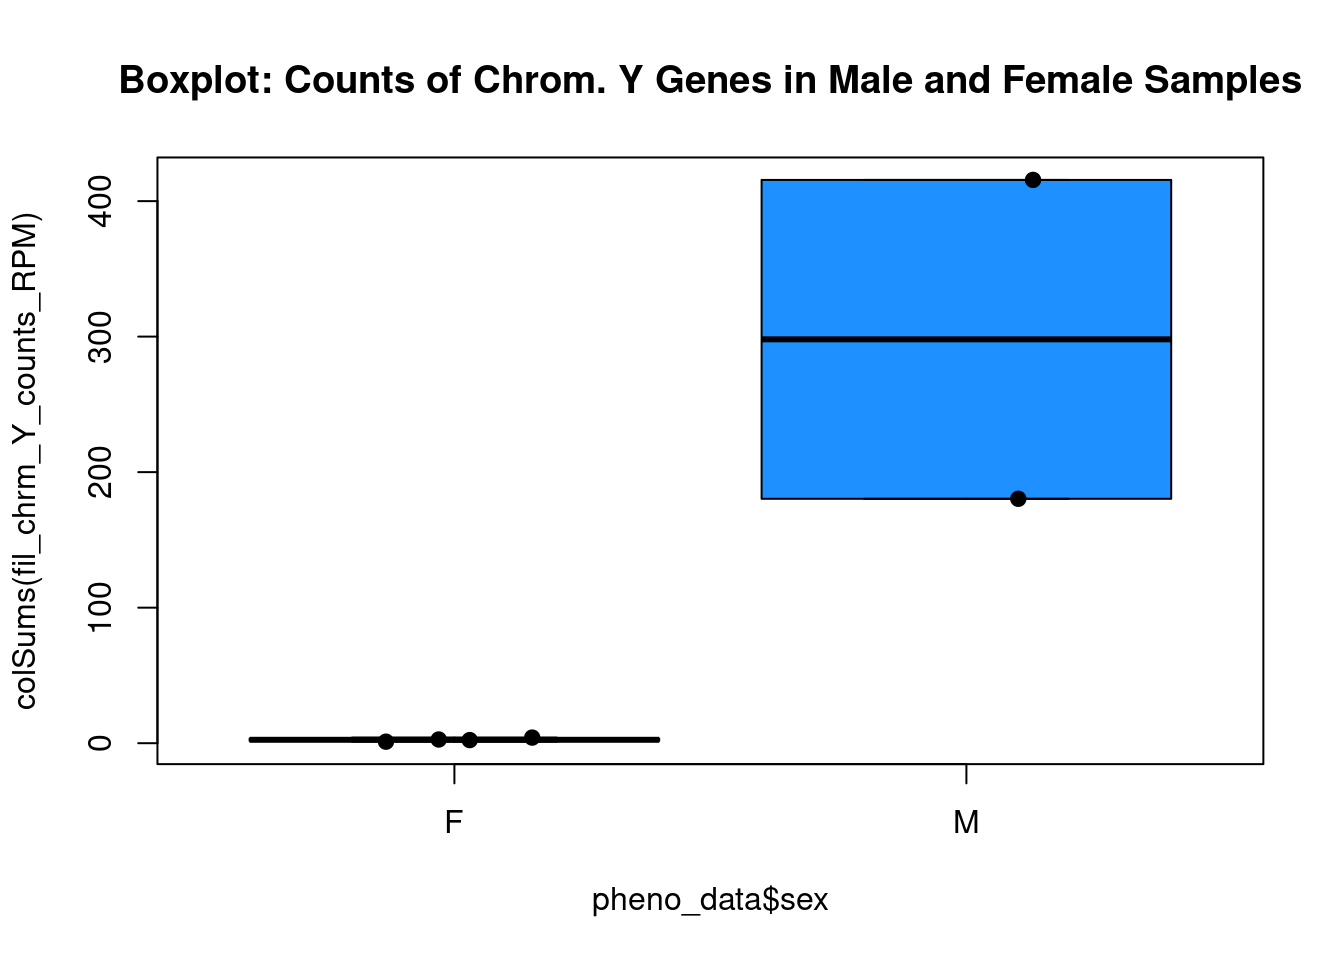 Boxplot: Counts of Chrom. Y Genes in Male and Female Samples
colSums(fil_chrm_Y_counts_RPM)
400
300
200
100
0
F
M
pheno_data$sex